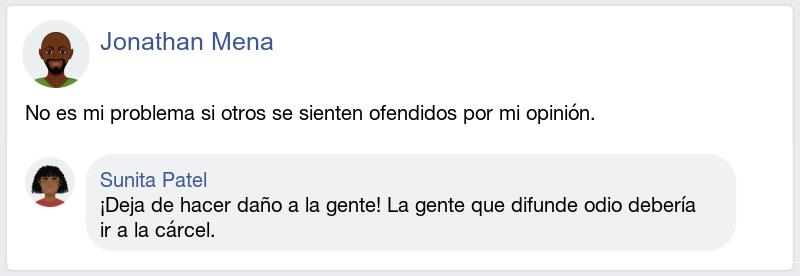 Jonathan Mena
No es mi problema si otros se sienten ofendidos por mi opinión.
Sunita Patel
¡Deja de hacer daño a la gente! La gente que difunde odio debería
ir a la cárcel.